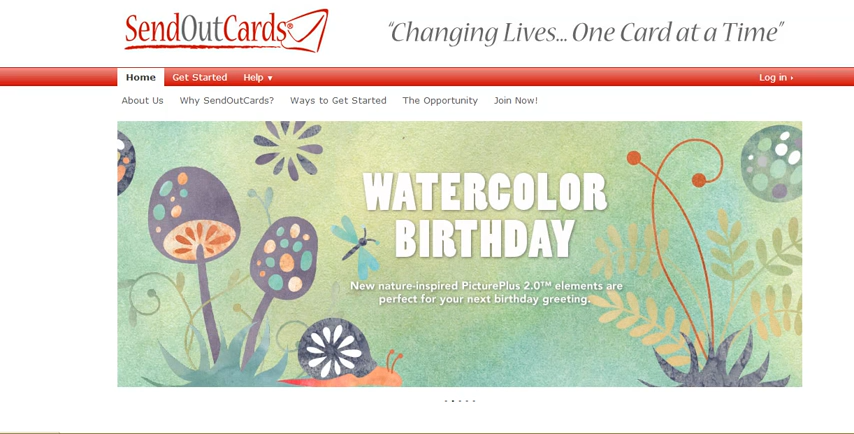 SendOutCards®
“Changing Lives... One Card at a Time”
Home Get Started Help ▼ Log in ›
About Us Why SendOutCards? Ways to Get Started The Opportunity Join Now!
WATERCOLOR
BIRTHDAY
New nature-inspired PicturePlus 2.0™ elements are
perfect for your next birthday greeting.